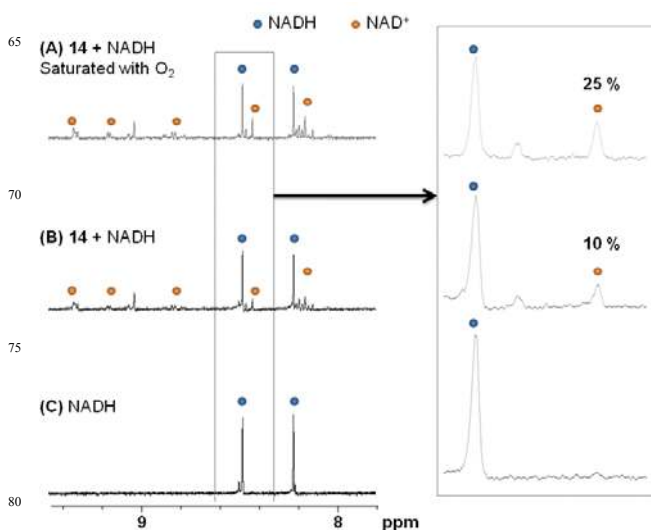 NADH NAD⁺
65
(A) 14 + NADH
Saturated with O₂
25 %
70
(B) 14 + NADH
10 %
75
(C) NADH
80
9 8 ppm